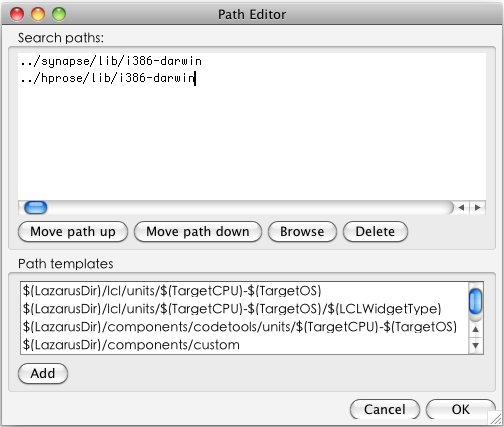 Path Editor
Search paths:
../synapse/lib/i386-darwin
../hprose/lib/i386-darwin
Move path up
Move path down
Browse
Delete
Path templates
$(LazarusDir)/lcl/units/$(TargetCPU)-$(TargetOS)
$(LazarusDir)/lcl/units/$(TargetCPU)-$(TargetOS)/$(LCLWidgetType)
$(LazarusDir)/components/codetools/units/$(TargetCPU)-$(TargetOS)
$(LazarusDir)/components/custom
Add
Cancel
OK